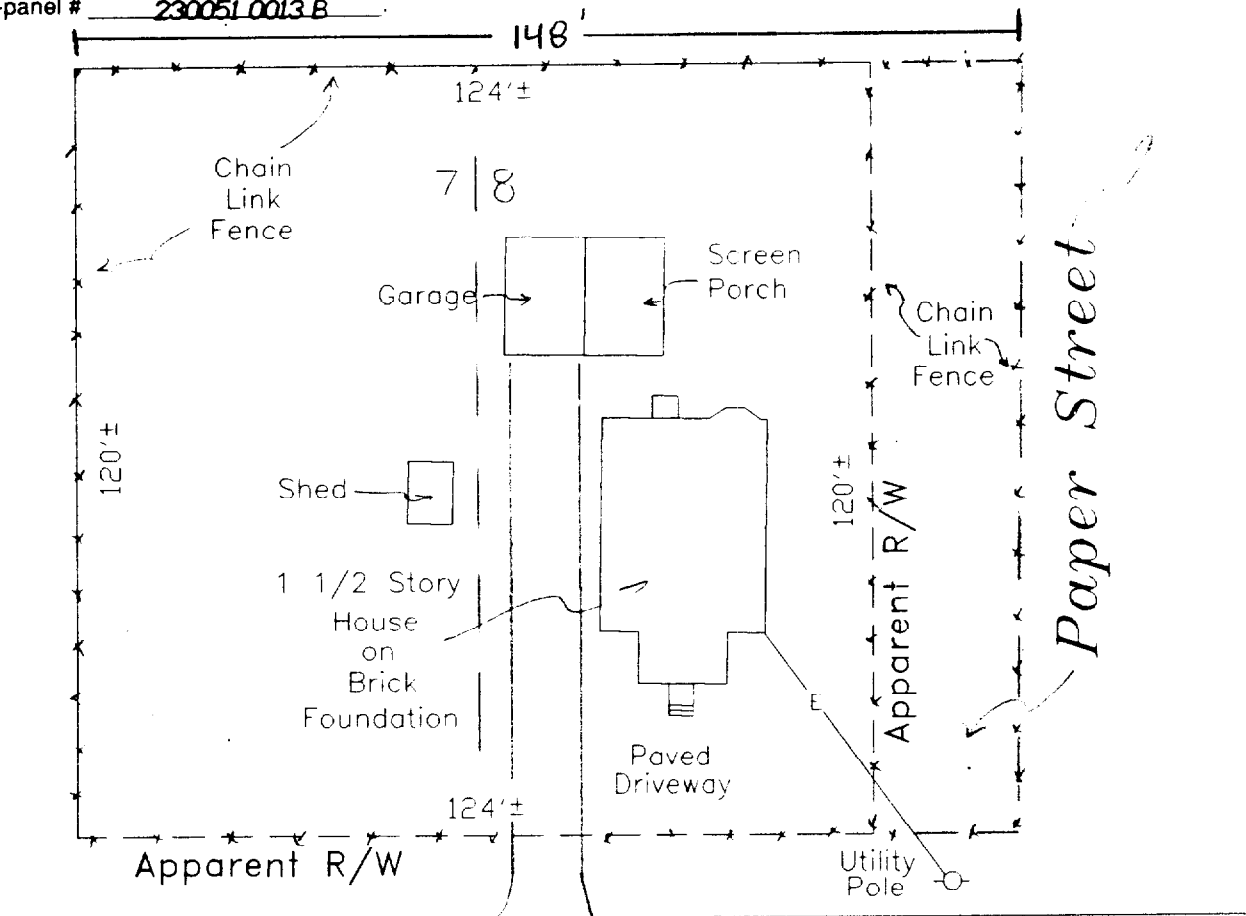 -panel # 230051 0013 B
148'
124'±
Chain
Link
Fence
7 | 8
Garage
Screen
Porch
Chain
Link
Fence
Paper Street
120'±
Shed
120'±
Apparent R/W
1 1/2 Story
House
on
Brick
Foundation
E
Paved
Driveway
124'±
Apparent R/W
Utility
Pole